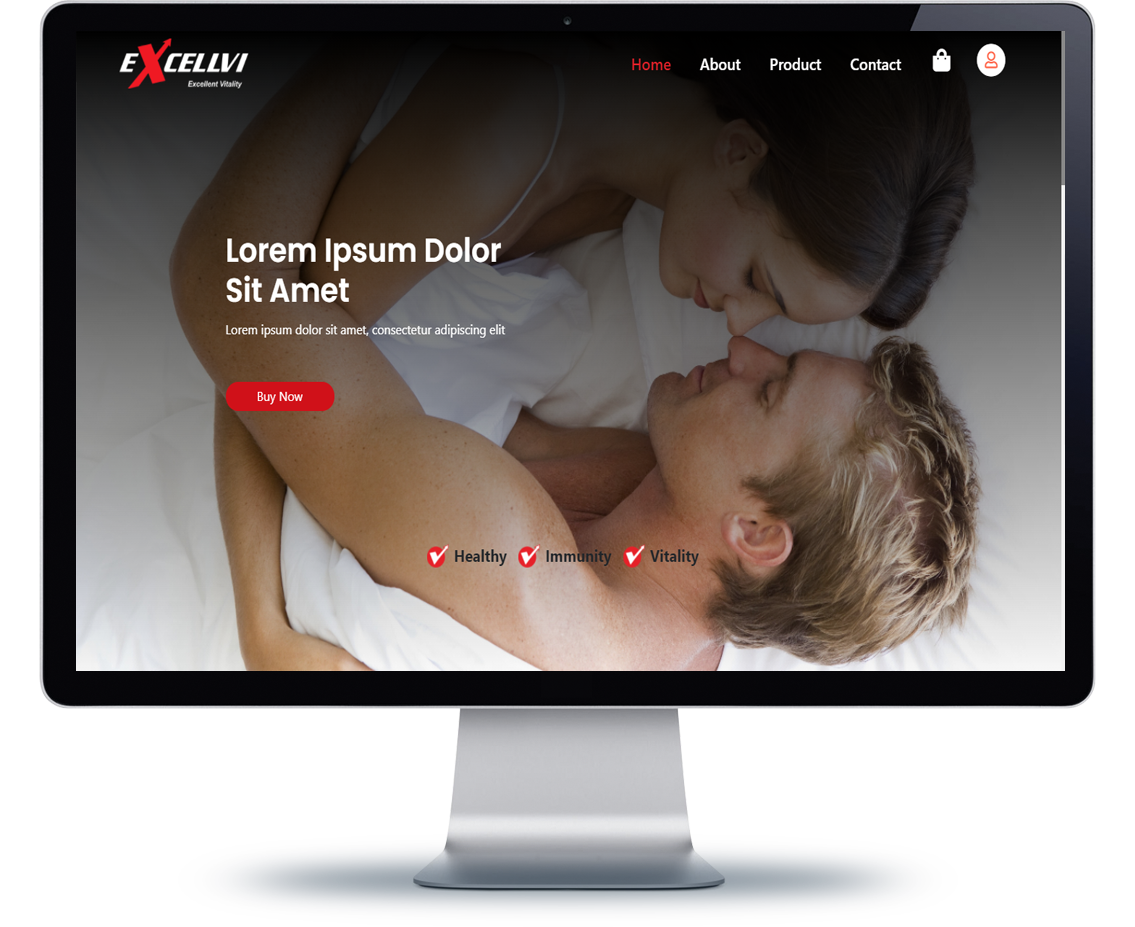 EXCELLVI
Excellent Vitality
Home About Product Contact
Lorem Ipsum Dolor
Sit Amet
Lorem ipsum dolor sit amet, consectetur adipiscing elit
Buy Now
Healthy Immunity Vitality